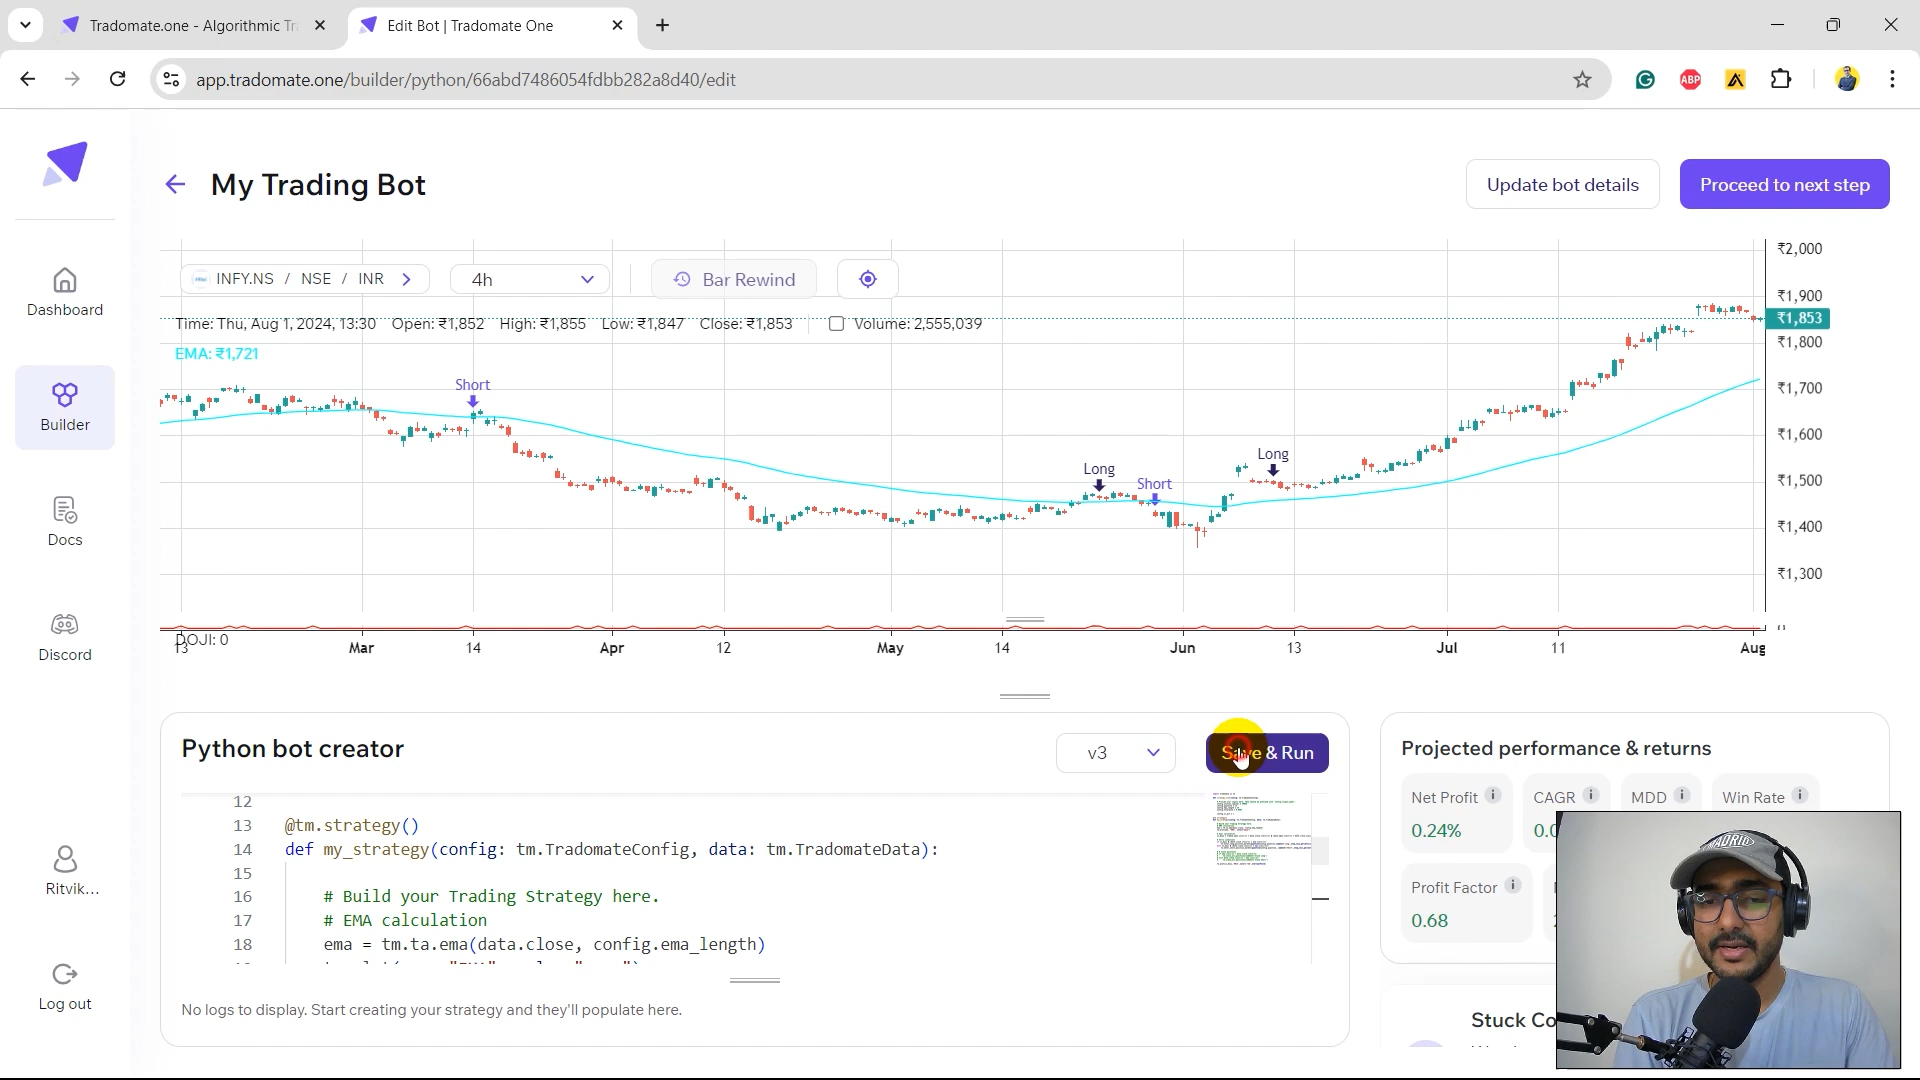 Tradomate.one - Algorithmic Tr
Edit Bot | Tradomate One
app.tradomate.one/builder/python/66abd7486054fdbb282a8d40/edit
ABP
My Trading Bot
Update bot details
Proceed to next step
Dashboard
Builder
Docs
Discord
Ritvik...
Log out
INFY.NS / NSE / INR
4h
Bar Rewind
Time: Thu, Aug 1, 2024, 13:30 Open: ₹1,852 High: ₹1,855 Low: ₹1,847 Close: ₹1,853 Volume: 2,555,039
EMA: ₹1,721
Short
Long
Short
Long
₹2,000
₹1,900
₹1,853
₹1,800
₹1,700
₹1,600
₹1,500
₹1,400
₹1,300
DOJI: 0
13 Mar 14 Apr 12 May 14 Jun 13 Jul 11 Aug
Python bot creator
v3
Save & Run
12
13 @tm.strategy()
14 def my_strategy(config: tm.TradomateConfig, data: tm.TradomateData):
15
16 # Build your Trading Strategy here.
17 # EMA calculation
18 ema = tm.ta.ema(data.close, config.ema_length)
No logs to display. Start creating your strategy and they'll populate here.
Projected performance & returns
Net Profit
0.24%
CAGR
MDD
Win Rate
Profit Factor
0.68
Stuck Co